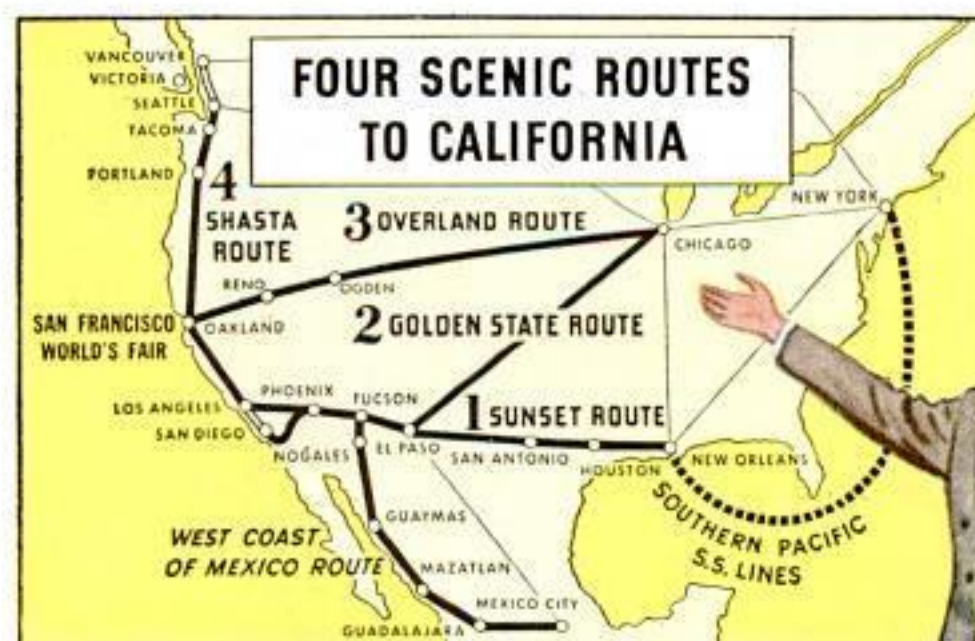 FOUR SCENIC ROUTES
TO CALIFORNIA
VANCOUVER
VICTORIA
SEATTLE
TACOMA
PORTLAND
4
SHASTA
ROUTE
3 OVERLAND ROUTE
NEW YORK
CHICAGO
RENO
OGDEN
SAN FRANCISCO
WORLD'S FAIR
OAKLAND
2 GOLDEN STATE ROUTE
LOS ANGELES
SAN DIEGO
PHOENIX
TUCSON
NOGALES
EL PASO
1 SUNSET ROUTE
SAN ANTONIO
HOUSTON
NEW ORLEANS
SOUTHERN PACIFIC
S.S. LINES
WEST COAST
OF MEXICO ROUTE
GUAYMAS
MAZATLAN
MEXICO CITY
GUADALAJARA